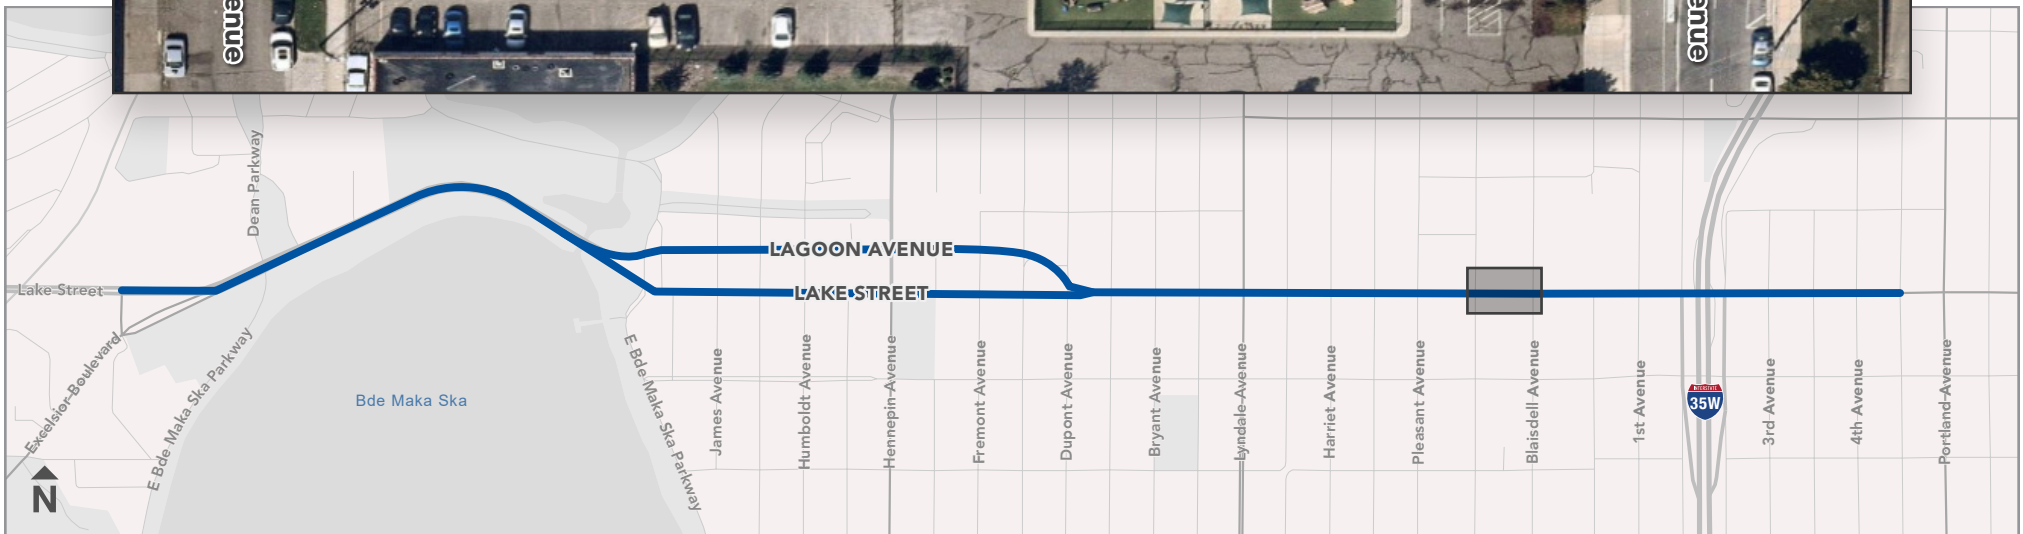 enue
enue
Dean Parkway
LAGOON AVENUE
Lake Street
LAKE STREET
Excelsior Boulevard
E Bde Maka Ska Parkway
Bde Maka Ska
E Bde Maka Ska Parkway
James Avenue
Humboldt Avenue
Hennepin Avenue
Fremont Avenue
Dupont Avenue
Bryant Avenue
Lyndale Avenue
Harriet Avenue
Pleasant Avenue
Blaisdell Avenue
1st Avenue
INTERSTATE
35W
3rd Avenue
4th Avenue
Portland Avenue
N